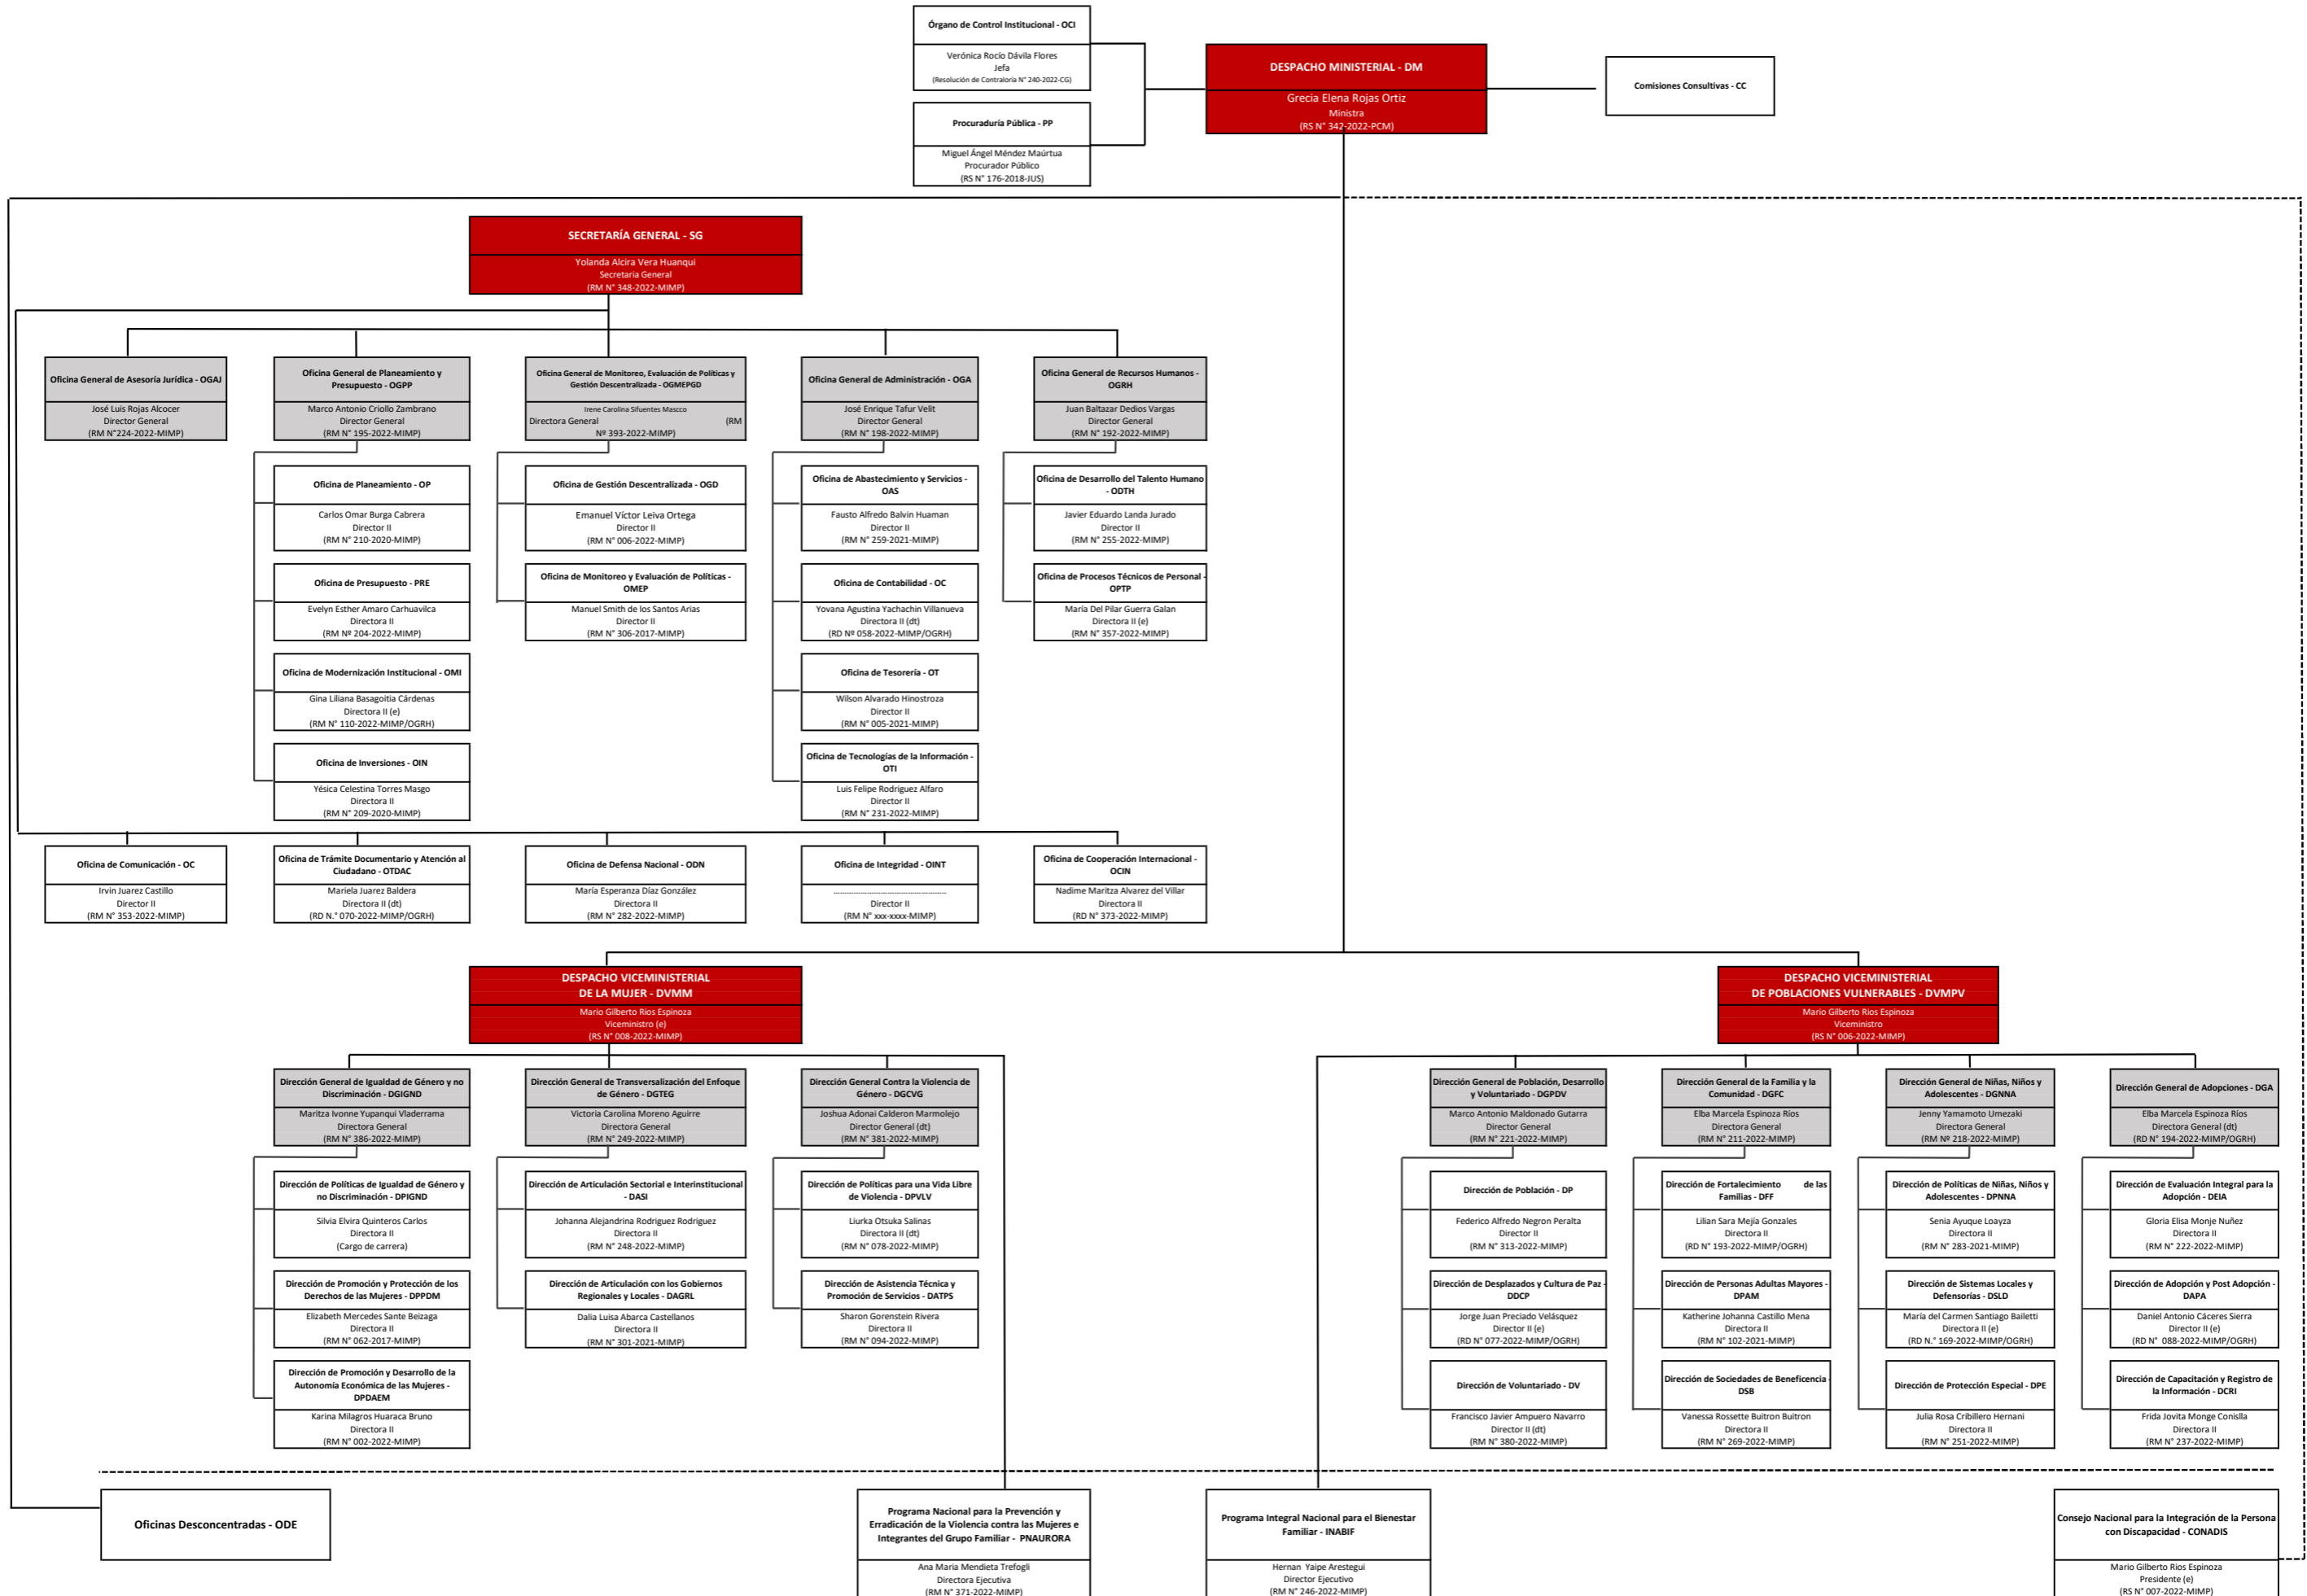 Órgano de Control Institucional - OCI
Verónica Rocío Dávila Flores
Jefa
(Resolución de Contraloría N° 240-2022-CG)
Procuraduría Pública - PP
Miguel Ángel Méndez Maúrtua
Procurador Público
(RS N° 176-2018-JUS)
DESPACHO MINISTERIAL - DM
Grecia Elena Rojas Ortiz
Ministra
(RS N° 342-2022-PCM)
Comisiones Consultivas - CC
SECRETARÍA GENERAL - SG
Yolanda Alcira Vera Huanqui
Secretaria General
(RM N° 348-2022-MIMP)
Oficina General de Asesoría Jurídica - OGAJ
José Luis Rojas Alcocer
Director General
(RM N°224-2022-MIMP)
Oficina General de Planeamiento y
Presupuesto - OGPP
Marco Antonio Criollo Zambrano
Director General
(RM N° 195-2022-MIMP)
Oficina General de Monitoreo, Evaluación de Políticas y
Gestión Descentralizada - OGMEPGD
Irene Carolina Sifuentes Mascco
Directora General (RM
Nº 393-2022-MIMP)
Oficina General de Administración - OGA
José Enrique Tafur Velit
Director General
(RM N° 198-2022-MIMP)
Oficina General de Recursos Humanos -
OGRH
Juan Baltazar Dedios Vargas
Director General
(RM N° 192-2022-MIMP)
Oficina de Planeamiento - OP
Carlos Omar Burga Cabrera
Director II
(RM N° 210-2020-MIMP)
Oficina de Gestión Descentralizada - OGD
Emanuel Víctor Leiva Ortega
Director II
(RM N° 006-2022-MIMP)
Oficina de Abastecimiento y Servicios -
OAS
Fausto Alfredo Balvin Huaman
Director II
(RM N° 259-2021-MIMP)
Oficina de Desarrollo del Talento Humano
- ODTH
Javier Eduardo Landa Jurado
Director II
(RM N° 255-2022-MIMP)
Oficina de Presupuesto - PRE
Evelyn Esther Amaro Carhuavilca
Directora II
(RM Nº 204-2022-MIMP)
Oficina de Monitoreo y Evaluación de Políticas -
OMEP
Manuel Smith de los Santos Arias
Director II
(RM N° 306-2017-MIMP)
Oficina de Contabilidad - OC
Yovana Agustina Yachachin Villanueva
Directora II (dt)
(RD Nº 058-2022-MIMP/OGRH)
Oficina de Procesos Técnicos de Personal -
OPTP
María Del Pilar Guerra Galan
Directora II (e)
(RM N° 357-2022-MIMP)
Oficina de Modernización Institucional - OMI
Gina Liliana Basagoitia Cárdenas
Directora II (e)
(RM N° 110-2022-MIMP/OGRH)
Oficina de Tesorería - OT
Wilson Alvarado Hinostroza
Director II
(RM N° 005-2021-MIMP)
Oficina de Inversiones - OIN
Yésica Celestina Torres Masgo
Directora II
(RM N° 209-2020-MIMP)
Oficina de Tecnologías de la Información -
OTI
Luis Felipe Rodriguez Alfaro
Director II
(RM N° 231-2022-MIMP)
Oficina de Comunicación - OC
Irvin Juarez Castillo
Director II
(RM N° 353-2022-MIMP)
Oficina de Trámite Documentario y Atención al
Ciudadano - OTDAC
Mariela Juarez Baldera
Directora II (dt)
(RD N.° 070-2022-MIMP/OGRH)
Oficina de Defensa Nacional - ODN
María Esperanza Díaz González
Directora II
(RM N° 282-2022-MIMP)
Oficina de Integridad - OINT
................................................
Director II
(RM N° xxx-xxxx-MIMP)
Oficina de Cooperación Internacional -
OCIN
Nadime Maritza Alvarez del Villar
Directora II
(RD N° 373-2022-MIMP)
DESPACHO VICEMINISTERIAL
DE LA MUJER - DVMM
Mario Gilberto Rios Espinoza
Viceministro (e)
(RS N° 008-2022-MIMP)
DESPACHO VICEMINISTERIAL
DE POBLACIONES VULNERABLES - DVMPV
Mario Gilberto Rios Espinoza
Viceministro
(RS N° 006-2022-MIMP)
Dirección General de Igualdad de Género y no
Discriminación - DGIGND
Maritza Ivonne Yupanqui Vladerrama
Directora General
(RM N° 386-2022-MIMP)
Dirección General de Transversalización del Enfoque
de Género - DGTEG
Victoria Carolina Moreno Aguirre
Directora General
(RM N° 249-2022-MIMP)
Dirección General Contra la Violencia de
Género - DGCVG
Joshua Adonai Calderon Marmolejo
Director General (dt)
(RM N° 381-2022-MIMP)
Dirección General de Población, Desarrollo
y Voluntariado - DGPDV
Marco Antonio Maldonado Gutarra
Director General
(RM N° 221-2022-MIMP)
Dirección General de la Familia y la
Comunidad - DGFC
Elba Marcela Espinoza Ríos
Directora General
(RM N° 211-2022-MIMP)
Dirección General de Niñas, Niños y
Adolescentes - DGNNA
Jenny Yamamoto Umezaki
Directora General
(RM Nº 218-2022-MIMP)
Dirección General de Adopciones - DGA
Elba Marcela Espinoza Ríos
Directora General (dt)
(RD N° 194-2022-MIMP/OGRH)
Dirección de Políticas de Igualdad de Género y
no Discriminación - DPIGND
Silvia Elvira Quinteros Carlos
Directora II
(Cargo de carrera)
Dirección de Articulación Sectorial e Interinstitucional
- DASI
Johanna Alejandrina Rodriguez Rodriguez
Directora II
(RM N° 248-2022-MIMP)
Dirección de Políticas para una Vida Libre
de Violencia - DPVLV
Liurka Otsuka Salinas
Directora II (dt)
(RM N° 078-2022-MIMP)
Dirección de Población - DP
Federico Alfredo Negron Peralta
Director II
(RM N° 313-2022-MIMP)
Dirección de Fortalecimiento de las
Familias - DFF
Lilian Sara Mejía Gonzales
Directora II
(RD N° 193-2022-MIMP/OGRH)
Dirección de Políticas de Niñas, Niños y
Adolescentes - DPNNA
Senia Ayuque Loayza
Directora II
(RM N° 283-2021-MIMP)
Dirección de Evaluación Integral para la
Adopción - DEIA
Gloria Elisa Monje Nuñez
Directora II
(RM N° 222-2022-MIMP)
Dirección de Promoción y Protección de los
Derechos de las Mujeres - DPPDM
Elizabeth Mercedes Sante Beizaga
Directora II
(RM N° 062-2017-MIMP)
Dirección de Articulación con los Gobiernos
Regionales y Locales - DAGRL
Dalia Luisa Abarca Castellanos
Directora II
(RM N° 301-2021-MIMP)
Dirección de Asistencia Técnica y
Promoción de Servicios - DATPS
Sharon Gorenstein Rivera
Directora II
(RM N° 094-2022-MIMP)
Dirección de Desplazados y Cultura de Paz -
DDCP
Jorge Juan Preciado Velásquez
Director II (e)
(RD N° 077-2022-MIMP/OGRH)
Dirección de Personas Adultas Mayores -
DPAM
Katherine Johanna Castillo Mena
Directora II
(RM N° 102-2021-MIMP)
Dirección de Sistemas Locales y
Defensorías - DSLD
María del Carmen Santiago Bailetti
Directora II (e)
(RD N.° 169-2022-MIMP/OGRH)
Dirección de Adopción y Post Adopción -
DAPA
Daniel Antonio Cáceres Sierra
Director II (e)
(RD N° 088-2022-MIMP/OGRH)
Dirección de Promoción y Desarrollo de la
Autonomía Económica de las Mujeres -
DPDAEM
Karina Milagros Huaraca Bruno
Directora II
(RM N° 002-2022-MIMP)
Dirección de Voluntariado - DV
Francisco Javier Ampuero Navarro
Director II (dt)
(RM N° 380-2022-MIMP)
Dirección de Sociedades de Beneficencia -
DSB
Vanessa Rossette Buitron Buitron
Directora II
(RM N° 269-2022-MIMP)
Dirección de Protección Especial - DPE
Julia Rosa Cribillero Hernani
Directora II
(RM N° 251-2022-MIMP)
Dirección de Capacitación y Registro de
la Información - DCRI
Frida Jovita Monge Conislla
Directora II
(RM N° 237-2022-MIMP)
Oficinas Desconcentradas - ODE
Programa Nacional para la Prevención y
Erradicación de la Violencia contra las Mujeres e
Integrantes del Grupo Familiar - PNAURORA
Ana Maria Mendieta Trefogli
Directora Ejecutiva
(RM N° 371-2022-MIMP)
Programa Integral Nacional para el Bienestar
Familiar - INABIF
Hernan Yaipe Arestegui
Director Ejecutivo
(RM N° 246-2022-MIMP)
Consejo Nacional para la Integración de la Persona
con Discapacidad - CONADIS
Mario Gilberto Rios Espinoza
Presidente (e)
(RS N° 007-2022-MIMP)